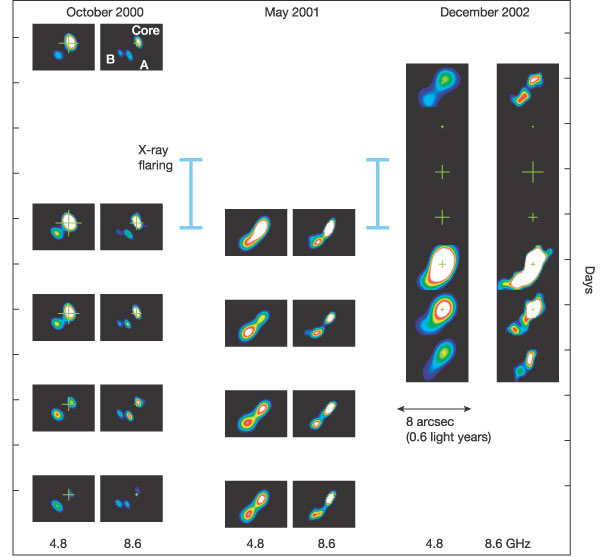 October 2000
May 2001
December 2002
Core
B
A
X-ray
flaring
Days
8 arcsec
(0.6 light years)
4.8
8.6
4.8
8.6
4.8
8.6 GHz